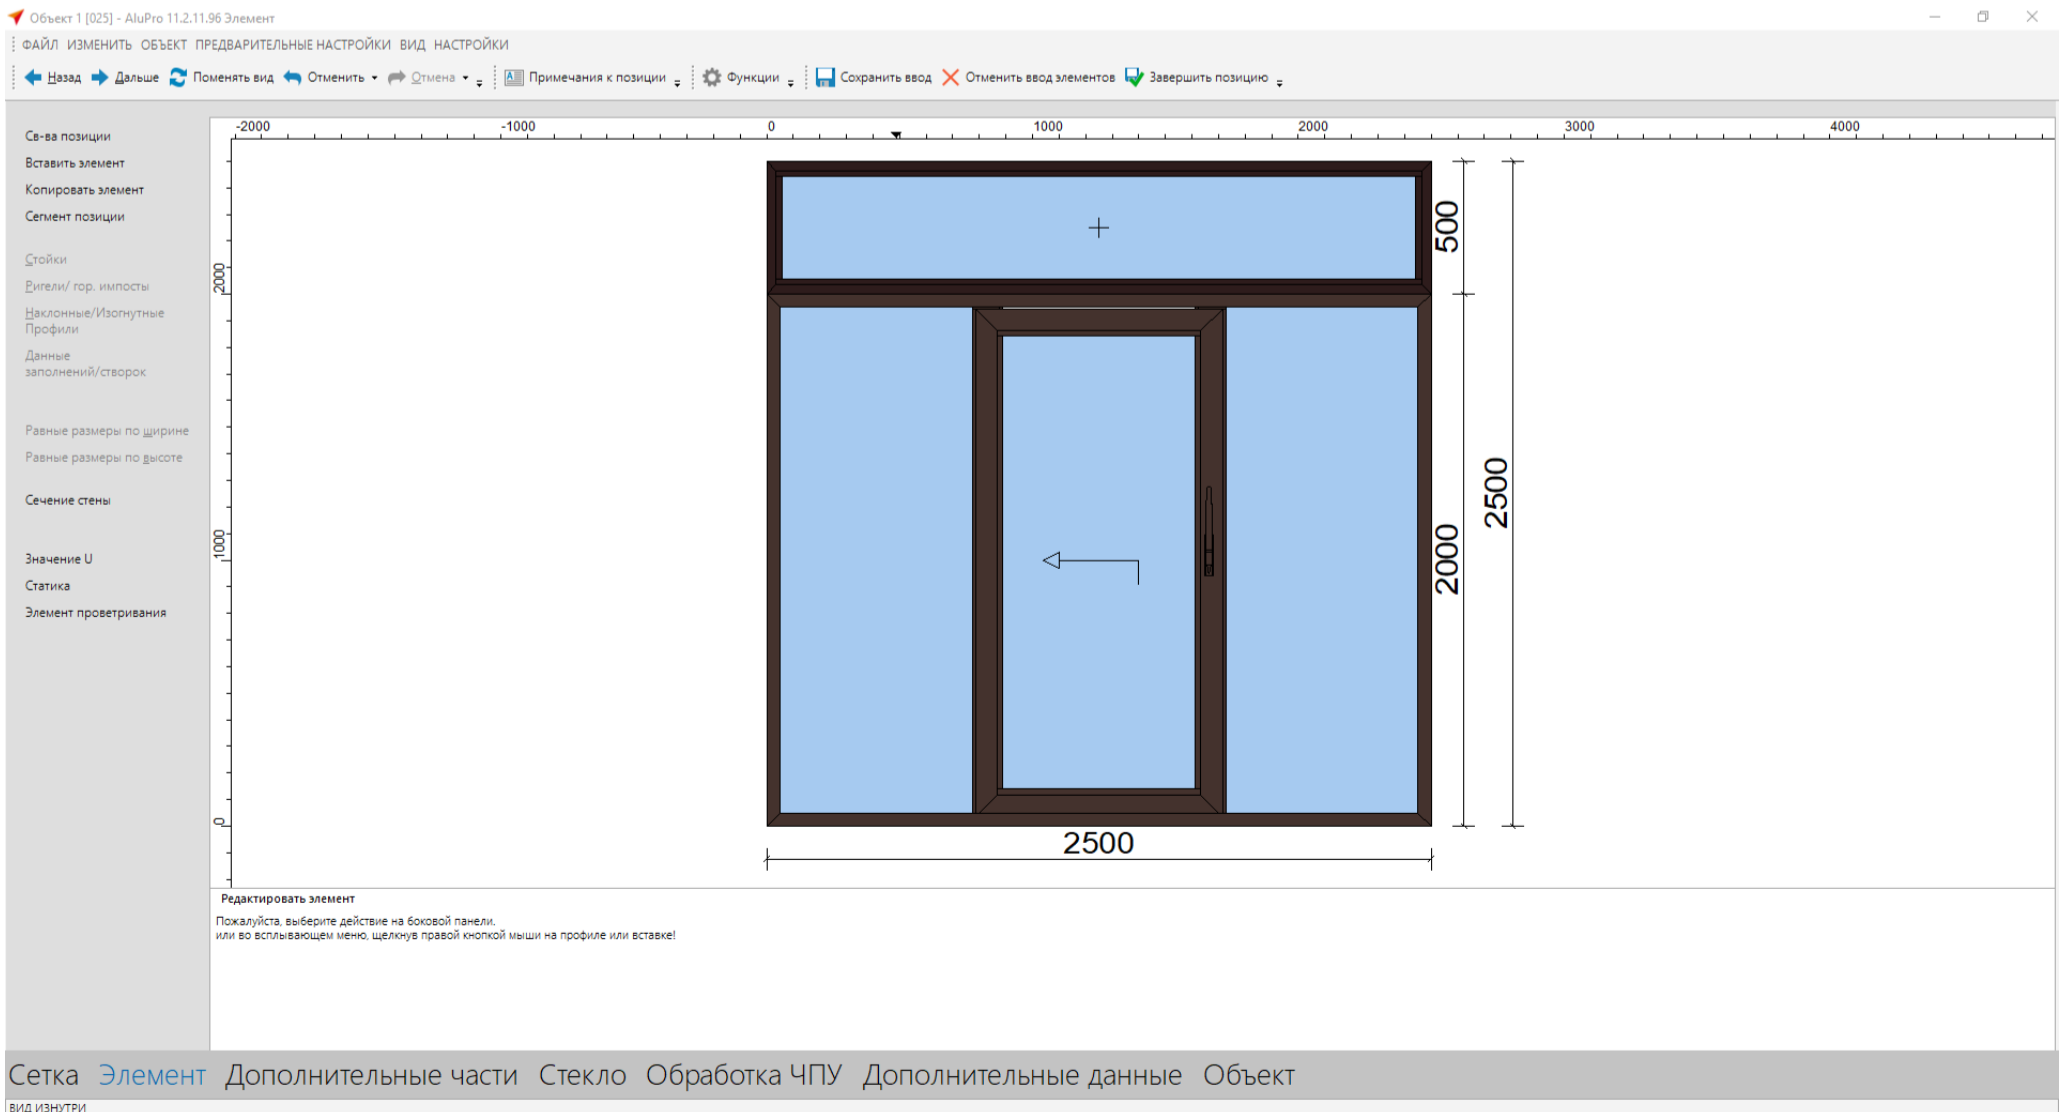 Объект 1 [025] - AluPro 11.2.11.96 Элемент
ФАЙЛ ИЗМЕНИТЬ ОБЪЕКТ ПРЕДВАРИТЕЛЬНЫЕ НАСТРОЙКИ ВИД НАСТРОЙКИ
Назад Дальше Поменять вид Отменить Отмена Примечания к позиции Функции Сохранить ввод Отменить ввод элементов Завершить позицию
Св-ва позиции
Вставить элемент
Копировать элемент
Сегмент позиции
Стойки
Ригели/ гор. импосты
Наклонные/Изогнутые
Профили
Данные
заполнений/створок
Равные размеры по ширине
Равные размеры по высоте
Сечение стены
Значение U
Статика
Элемент проветривания
-2000 -1000 0 1000 2000 3000 4000
2000
1000
0
500
2000
2500
2500
Редактировать элемент
Пожалуйста, выберите действие на боковой панели.
или во всплывающем меню, щелкнув правой кнопкой мыши на профиле или вставке!
Сетка Элемент Дополнительные части Стекло Обработка ЧПУ Дополнительные данные Объект
ВИД ИЗНУТРИ